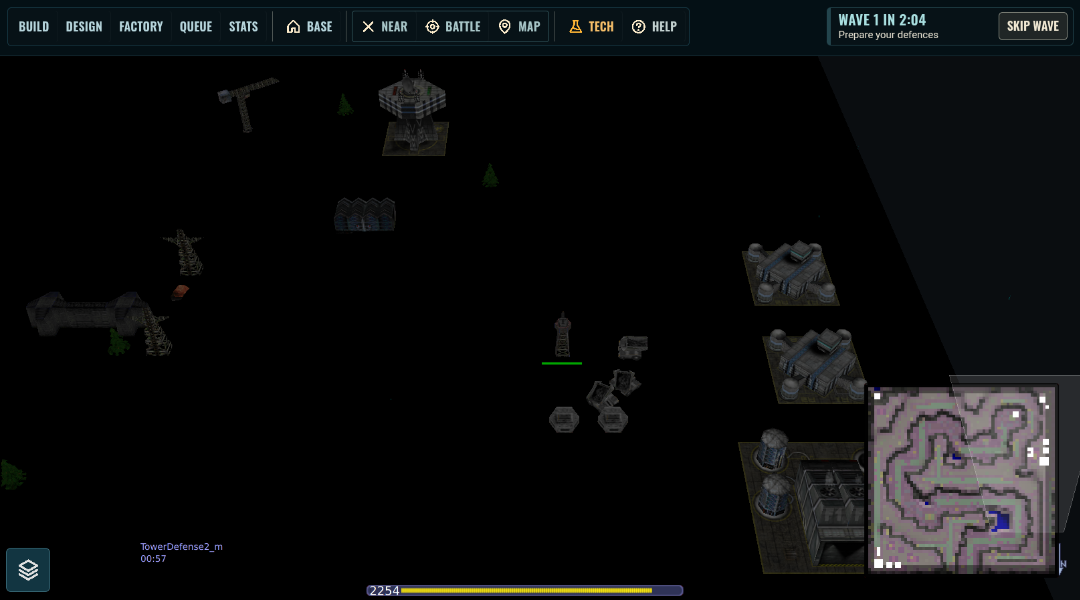 BUILD DESIGN FACTORY QUEUE STATS BASE NEAR BATTLE MAP TECH HELP
WAVE 1 IN 2:04
Prepare your defences
SKIP WAVE
TowerDefense2_m
00:57
2254
N